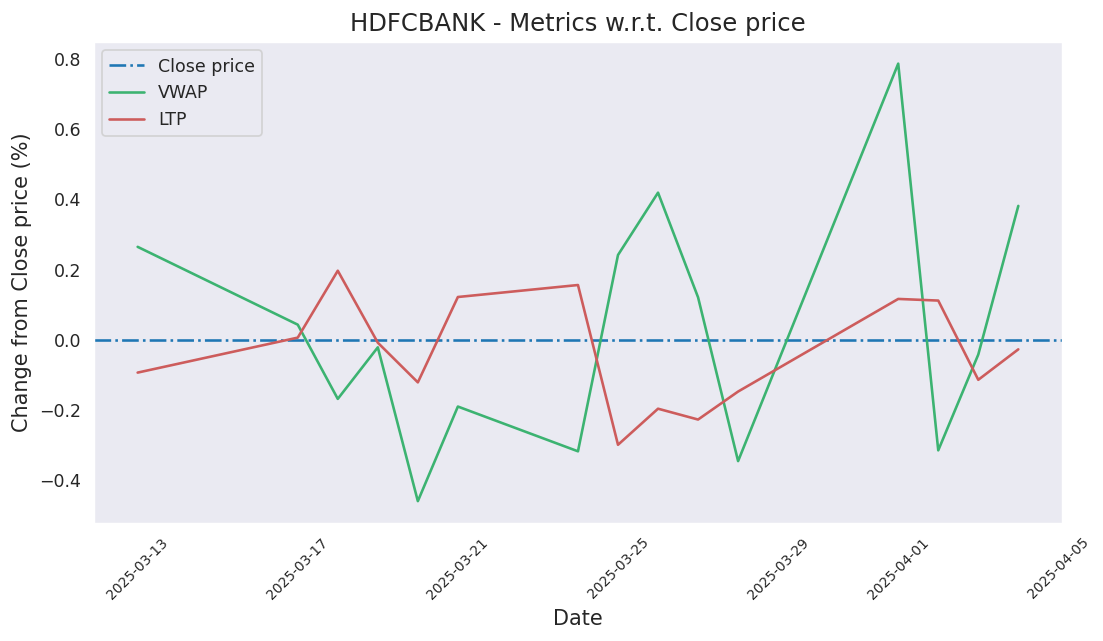 HDFCBANK - Metrics w.r.t. Close price
Close price
VWAP
LTP
Change from Close price (%)
0.8
0.6
0.4
0.2
0.0
−0.2
−0.4
2025-03-13
2025-03-17
2025-03-21
2025-03-25
2025-03-29
2025-04-01
2025-04-05
Date